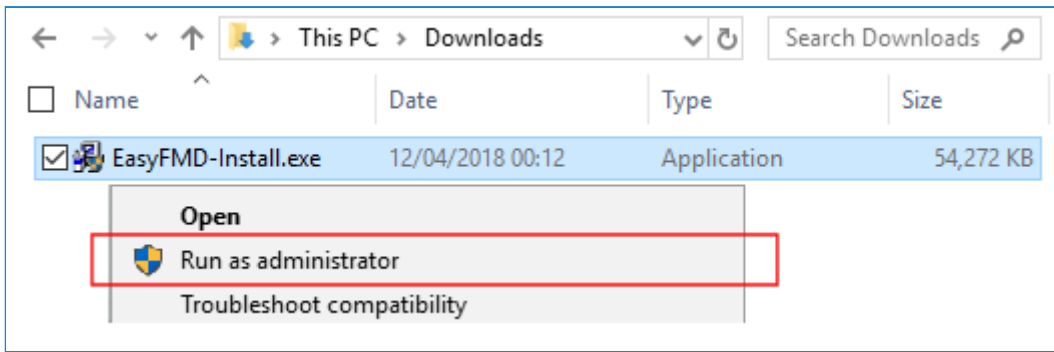 This PC > Downloads Search Downloads
Name Date Type Size
EasyFMD-Install.exe 12/04/2018 00:12 Application 54,272 KB
Open
Run as administrator
Troubleshoot compatibility